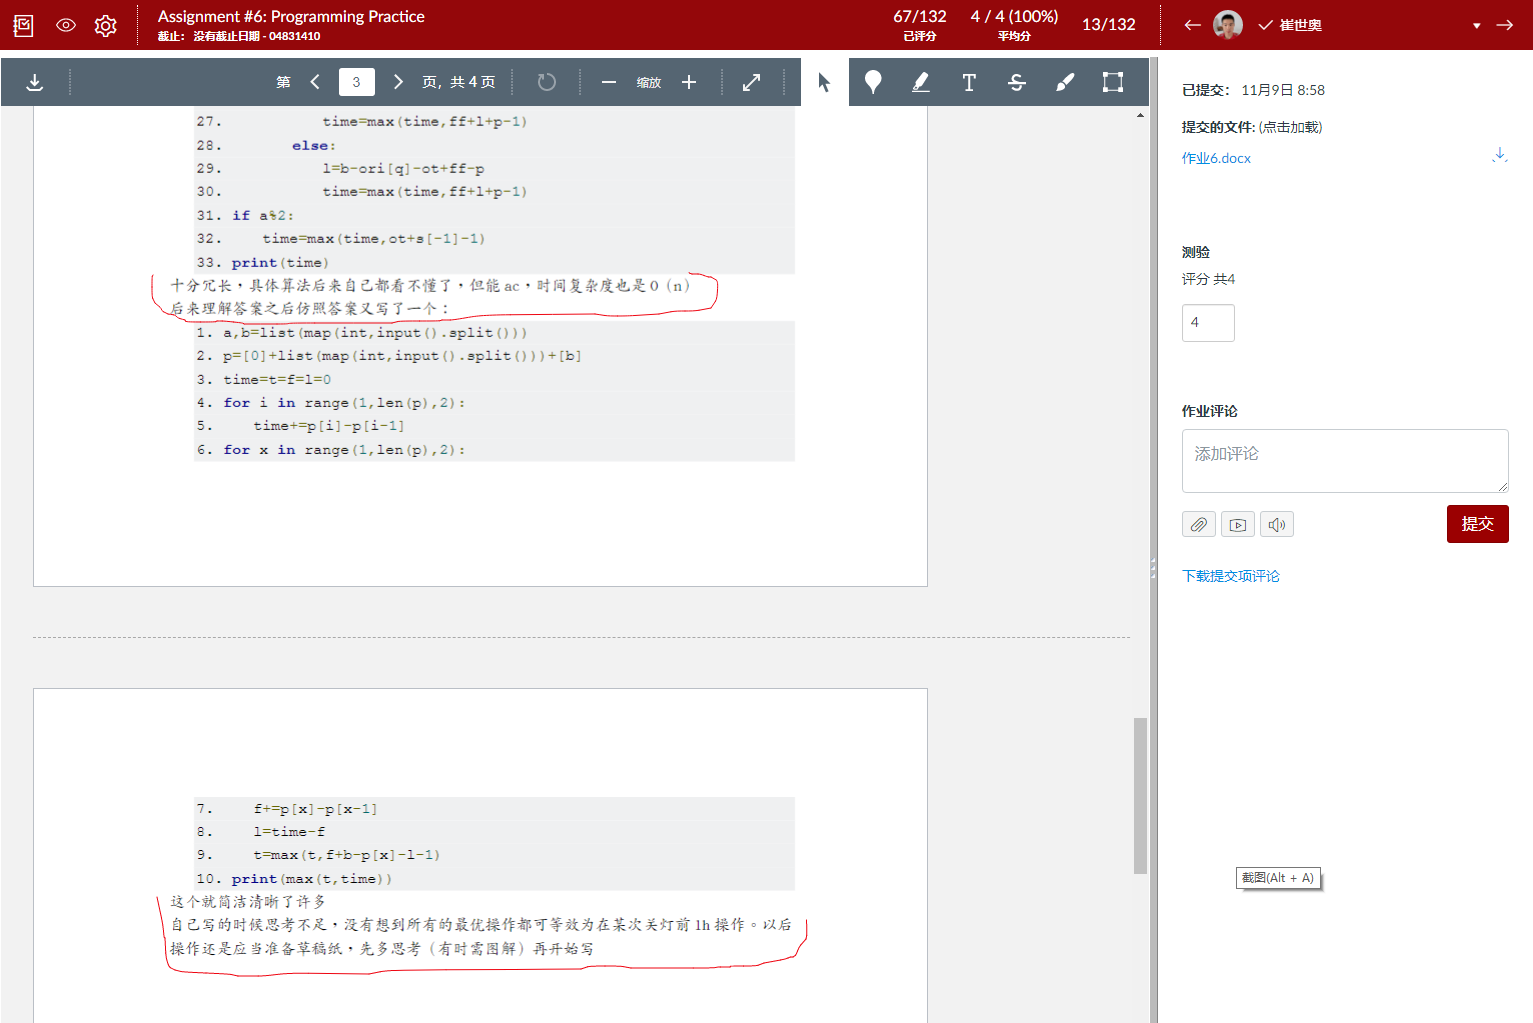 Assignment #6: Programming Practice
截止： 没有截止日期 - 04831410
67/132
已评分
4 / 4 (100%)
平均分
13/132
崔世奥
第 3 页，共 4 页
缩放
27. time=max(time,ff+l+p-1)
28. else:
29. l=b-ori[q]-ot+ff-p
30. time=max(time,ff+l+p-1)
31. if a%2:
32. time=max(time,ot+s[-1]-1)
33. print(time)
十分冗长，具体算法后来自己都看不懂了，但能 ac，时间复杂度也是 O（n）
后来理解答案之后仿照答案又写了一个：
1. a,b=list(map(int,input().split()))
2. p=[0]+list(map(int,input().split()))+[b]
3. time=t=f=l=0
4. for i in range(1,len(p),2):
5. time+=p[i]-p[i-1]
6. for x in range(1,len(p),2):
7. f+=p[x]-p[x-1]
8. l=time-f
9. t=max(t,f+b-p[x]-l-1)
10. print(max(t,time))
这个就简洁清晰了许多
自己写的时候思考不足，没有想到所有的最优操作都可等效为在某次关灯前 1h 操作。以后
操作还是应当准备草稿纸，先多思考（有时需图解）再开始写
已提交： 11月9日 8:58
提交的文件: (点击加载)
作业6.docx
测验
评分 共4
4
作业评论
添加评论
提交
下载提交项评论
截图(Alt + A)